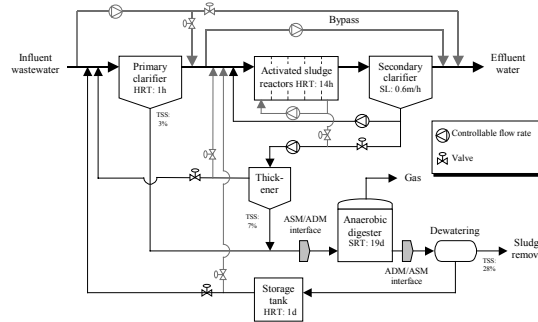 Bypass
Influent
wastewater
Primary
clarifier
HRT: 1h
Activated sludge
reactors HRT: 14h
Secondary
clarifier
SL: 0.6m/h
Effluent
water
TSS:
3%
Controllable flow rate
Valve
Thick-
ener
TSS:
7%
Gas
ASM/ADM
interface
Anaerobic
digester
SRT: 19d
Dewatering
Sludge
remov
TSS:
28%
ADM/ASM
interface
Storage
tank
HRT: 1d